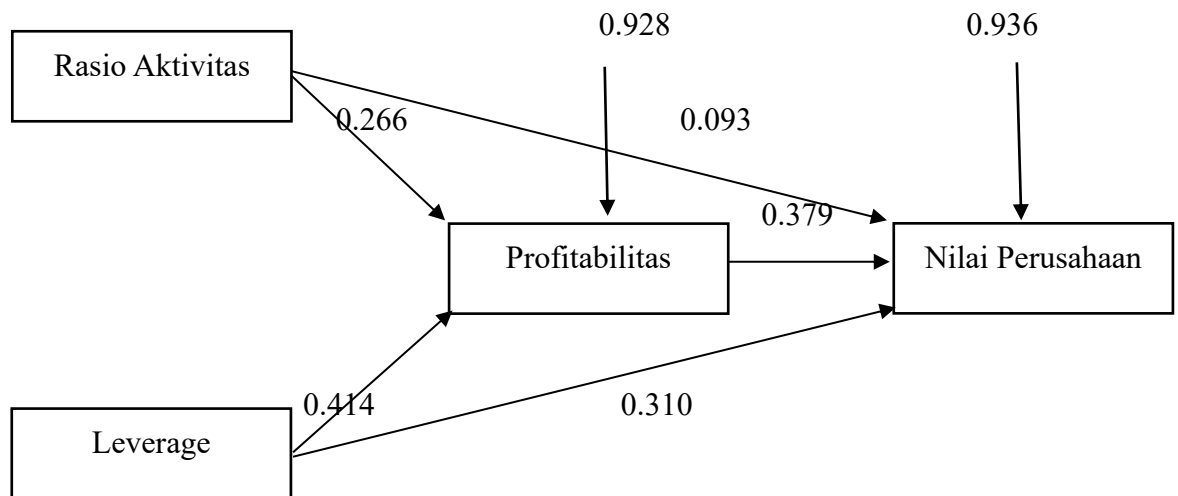 0.928
0.936
Rasio Aktivitas
0.266
0.093
0.379
Profitabilitas
Nilai Perusahaan
0.414
0.310
Leverage